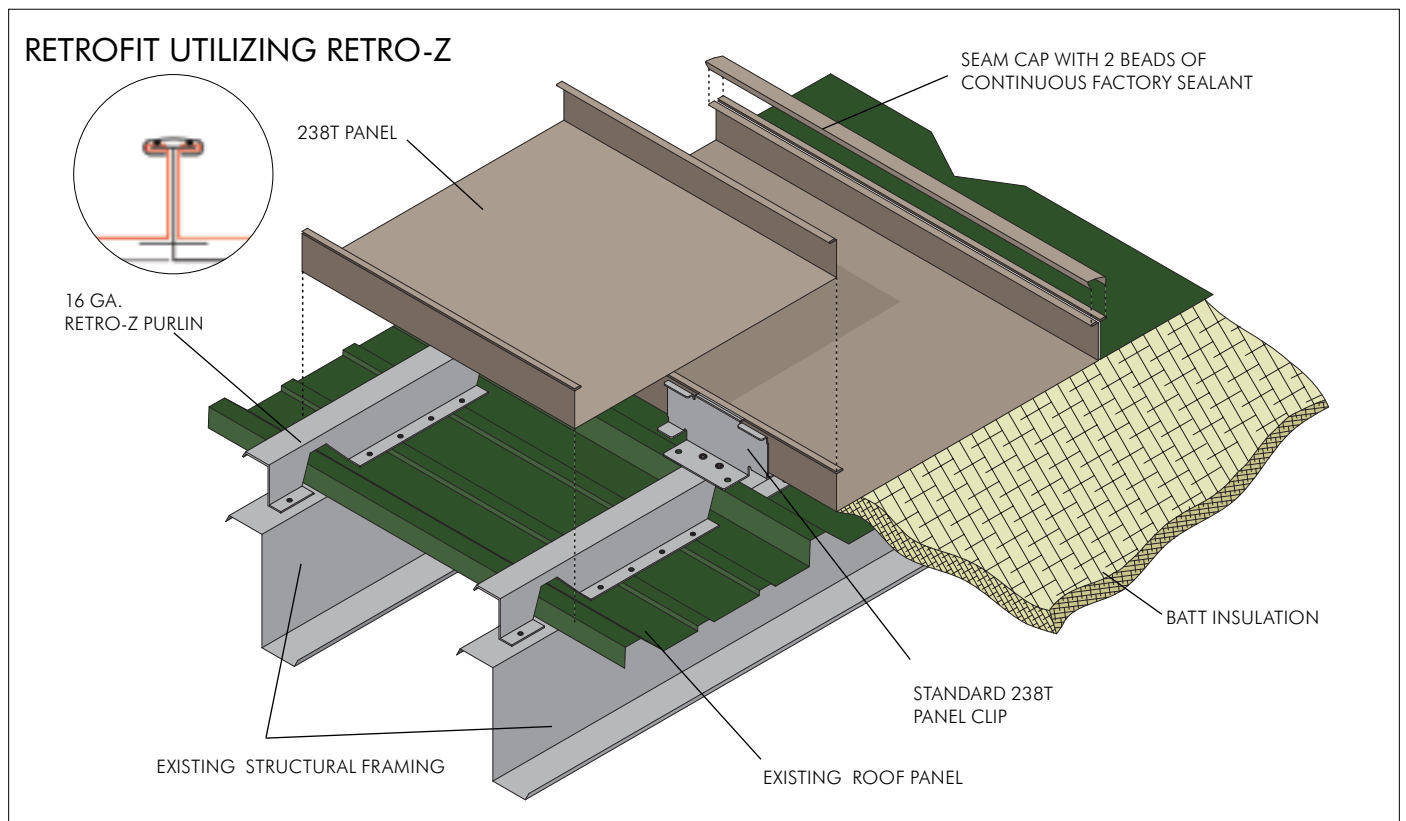 RETROFIT UTILIZING RETRO-Z
SEAM CAP WITH 2 BEADS OF
CONTINUOUS FACTORY SEALANT
238T PANEL
16 GA.
RETRO-Z PURLIN
BATT INSULATION
STANDARD 238T
PANEL CLIP
EXISTING STRUCTURAL FRAMING
EXISTING ROOF PANEL